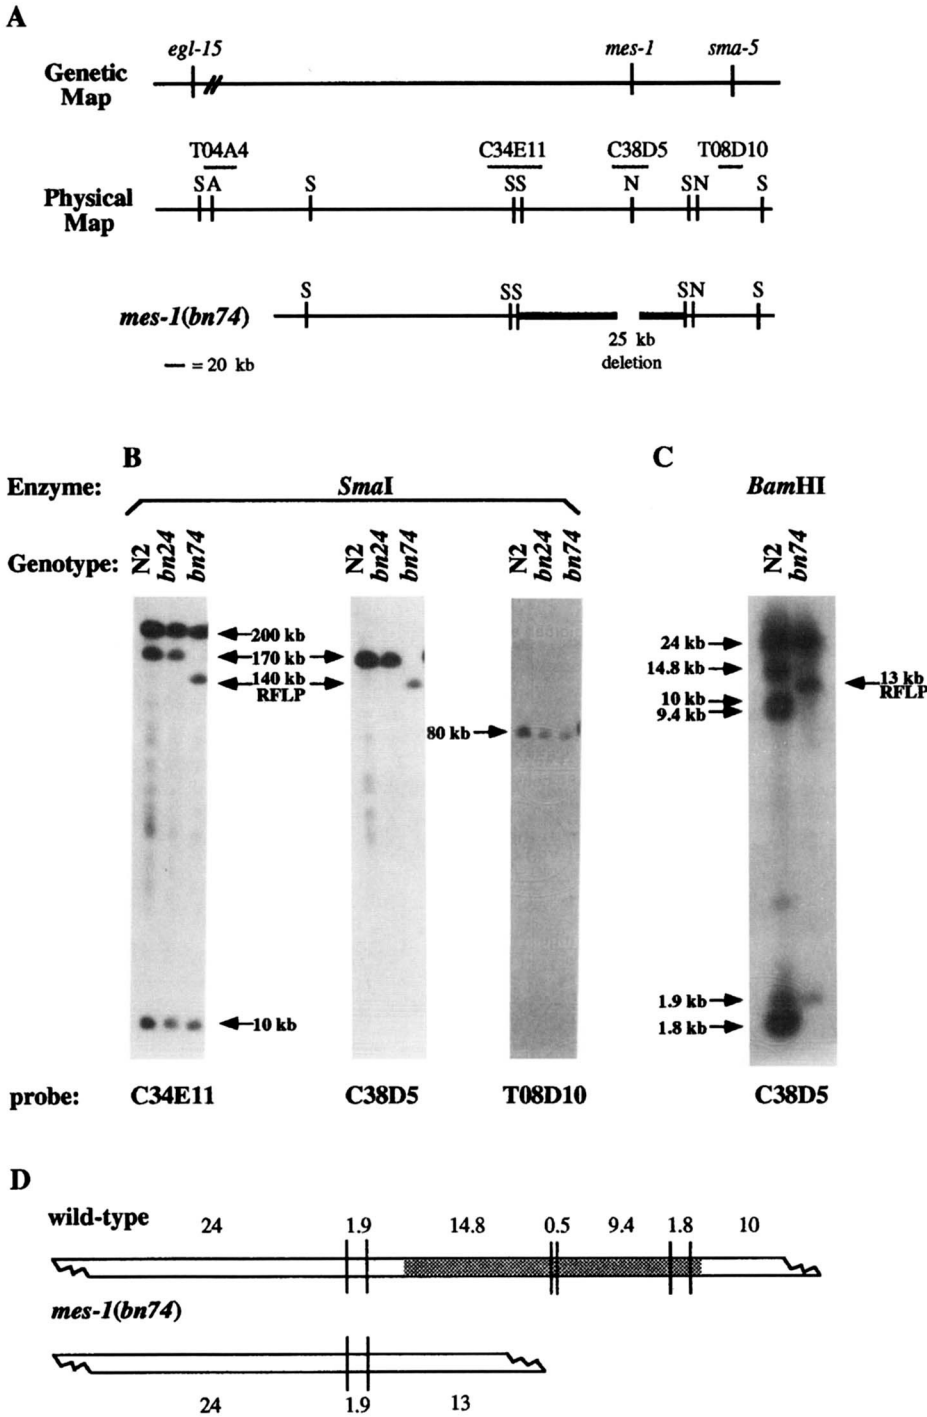 A
egl-15 mes-1 sma-5
Genetic Map
T04A4 C34E11 C38D5 T08D10
S A S SS N SN S
Physical Map
S SS SN S
mes-1(bn74)
25 kb deletion
= 20 kb
B C
Enzyme: SmaI BamHI
Genotype: N2 bn24 bn74 N2 bn24 bn74 N2 bn24 bn74 N2 bn74
200 kb
170 kb
140 kb RFLP
10 kb
80 kb
24 kb
14.8 kb
10 kb
9.4 kb
13 kb RFLP
1.9 kb
1.8 kb
probe: C34E11 C38D5 T08D10 C38D5
D
wild-type
24 1.9 14.8 0.5 9.4 1.8 10
mes-1(bn74)
24 1.9 13